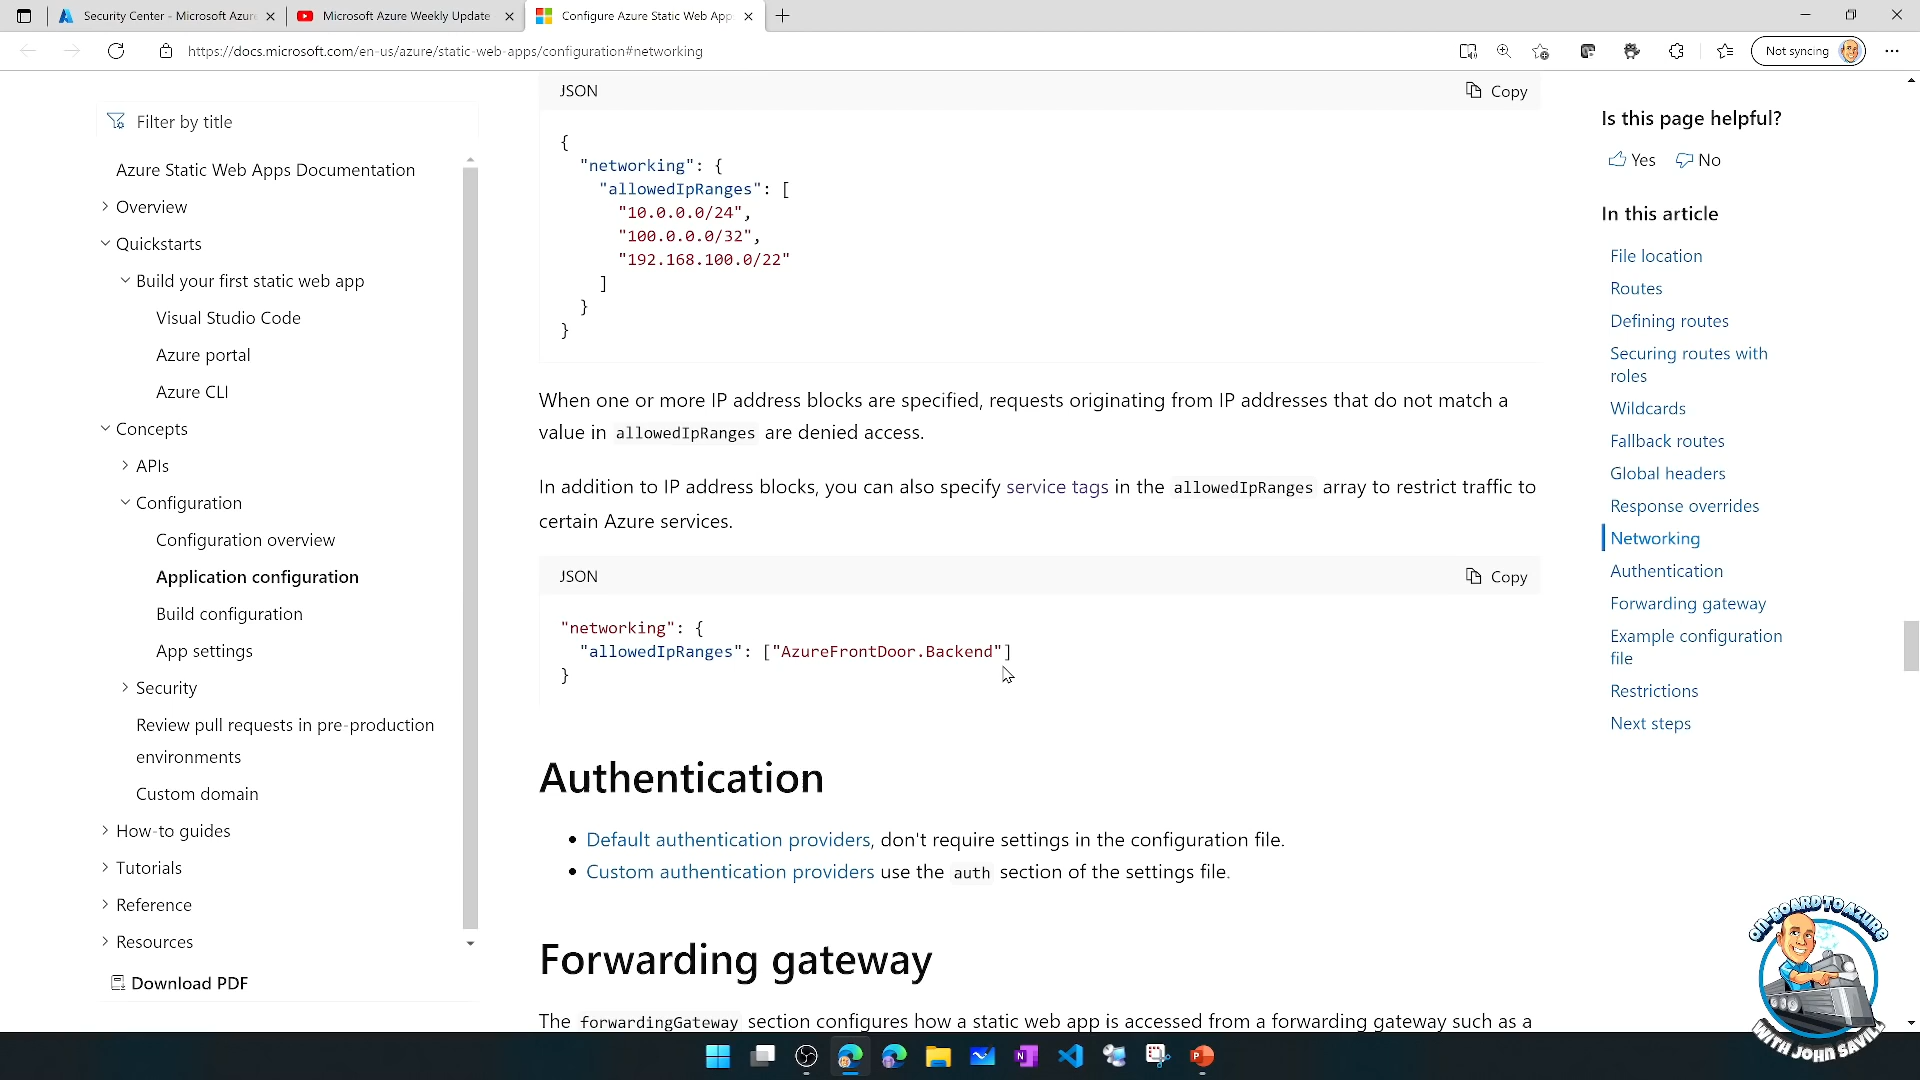 Security Center - Microsoft Azure
Microsoft Azure Weekly Update
Configure Azure Static Web App
https://docs.microsoft.com/en-us/azure/static-web-apps/configuration#networking
Not syncing
Filter by title
Azure Static Web Apps Documentation
Overview
Quickstarts
Build your first static web app
Visual Studio Code
Azure portal
Azure CLI
Concepts
APIs
Configuration
Configuration overview
Application configuration
Build configuration
App settings
Security
Review pull requests in pre-production
environments
Custom domain
How-to guides
Tutorials
Reference
Resources
Download PDF
JSON
Copy
{
"networking": {
"allowedIpRanges": [
"10.0.0.0/24",
"100.0.0.0/32",
"192.168.100.0/22"
]
}
}
When one or more IP address blocks are specified, requests originating from IP addresses that do not match a
value in allowedIpRanges are denied access.
In addition to IP address blocks, you can also specify service tags in the allowedIpRanges array to restrict traffic to
certain Azure services.
JSON
Copy
"networking": {
"allowedIpRanges": ["AzureFrontDoor.Backend"]
}
Authentication
• Default authentication providers, don't require settings in the configuration file.
• Custom authentication providers use the auth section of the settings file.
Forwarding gateway
The forwardingGateway section configures how a static web app is accessed from a forwarding gateway such as a
Is this page helpful?
Yes
No
In this article
File location
Routes
Defining routes
Securing routes with
roles
Wildcards
Fallback routes
Global headers
Response overrides
Networking
Authentication
Forwarding gateway
Example configuration
file
Restrictions
Next steps
ON-BOARD TO AZURE
WITH JOHN SAVILL